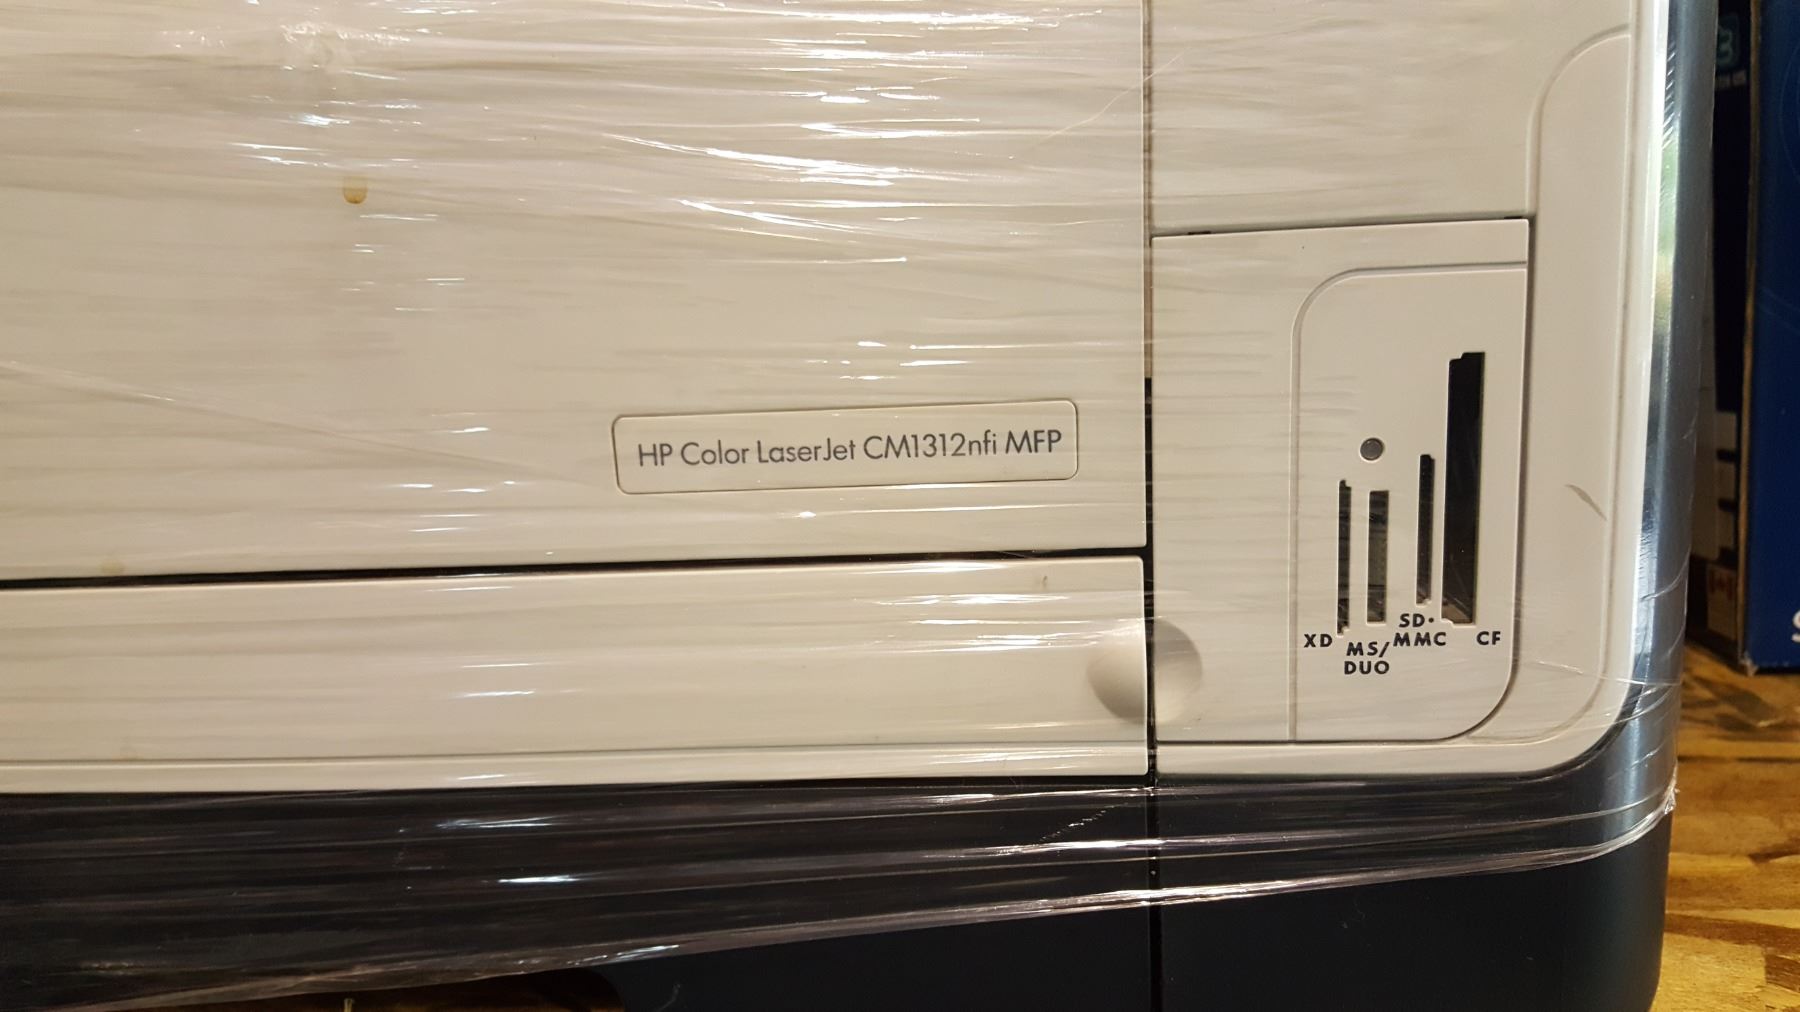 HP Color LaserJet CM1312nfi MFP
XD
MS/
DUO
SD•
MMC
CF